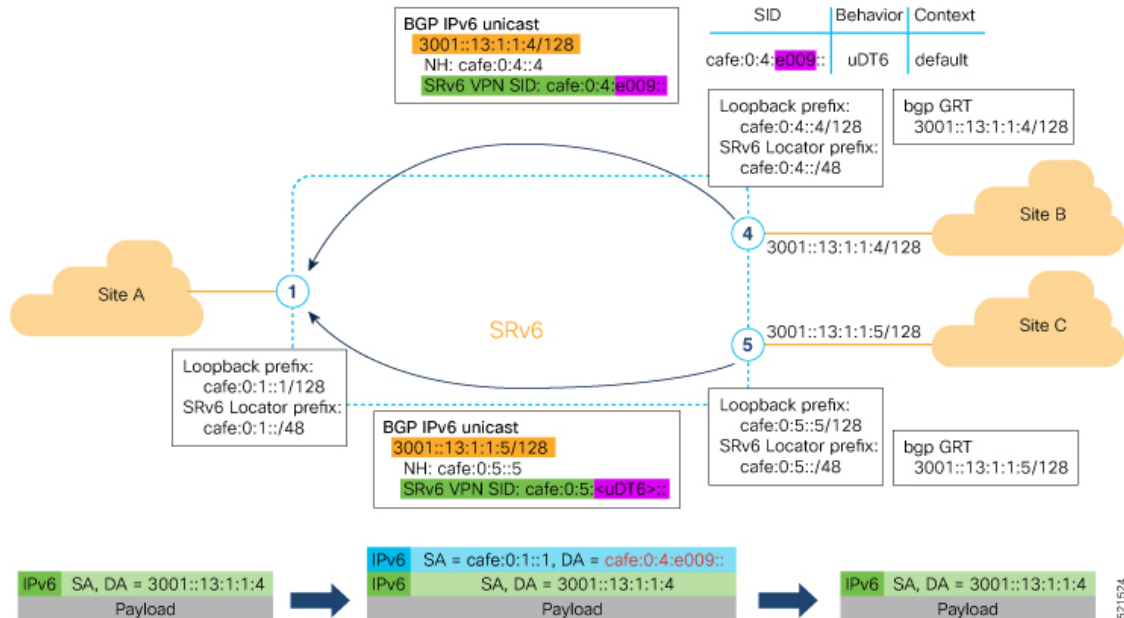 BGP IPv6 unicast
3001::13:1:1:4/128
NH: cafe:0:4::4
SRv6 VPN SID: cafe:0:4:e009::
SID Behavior Context
cafe:0:4:e009:: uDT6 default
Loopback prefix:
cafe:0:4::4/128
SRv6 Locator prefix:
cafe:0:4::/48
bgp GRT
3001::13:1:1:4/128
Site B
4
3001::13:1:1:4/128
Site A
1
SRv6
5
3001::13:1:1:5/128
Site C
Loopback prefix:
cafe:0:1::1/128
SRv6 Locator prefix:
cafe:0:1::/48
BGP IPv6 unicast
3001::13:1:1:5/128
NH: cafe:0:5::5
SRv6 VPN SID: cafe:0:5:<uDT6>::
Loopback prefix:
cafe:0:5::5/128
SRv6 Locator prefix:
cafe:0:5::/48
bgp GRT
3001::13:1:1:5/128
IPv6 SA, DA = 3001::13:1:1:4
Payload
IPv6 SA = cafe:0:1::1, DA = cafe:0:4:e009::
IPv6 SA, DA = 3001::13:1:1:4
Payload
IPv6 SA, DA = 3001::13:1:1:4
Payload
521524